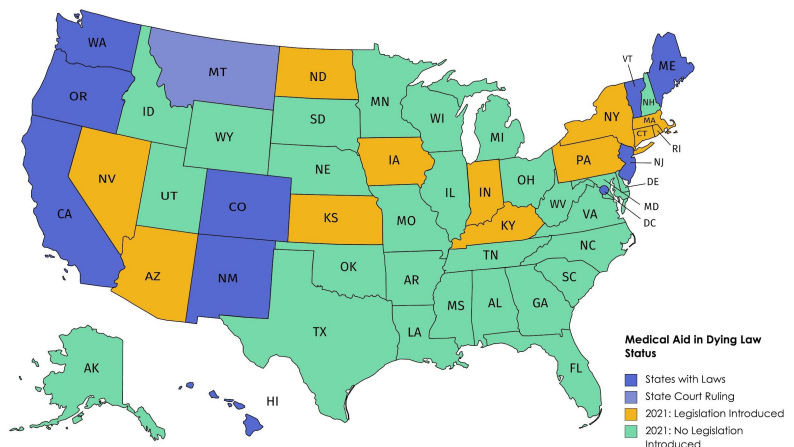 WA
OR
CA
NV
ID
MT
WY
UT
AZ
CO
NM
ND
SD
NE
KS
OK
TX
MN
IA
MO
AR
LA
WI
IL
MI
IN
OH
KY
TN
MS
AL
GA
FL
SC
NC
VA
WV
PA
NY
VT
NH
ME
MA
CT
RI
NJ
DE
MD
DC
AK
HI
Medical Aid in Dying Law
Status
States with Laws
State Court Ruling
2021: Legislation Introduced
2021: No Legislation
Introduced